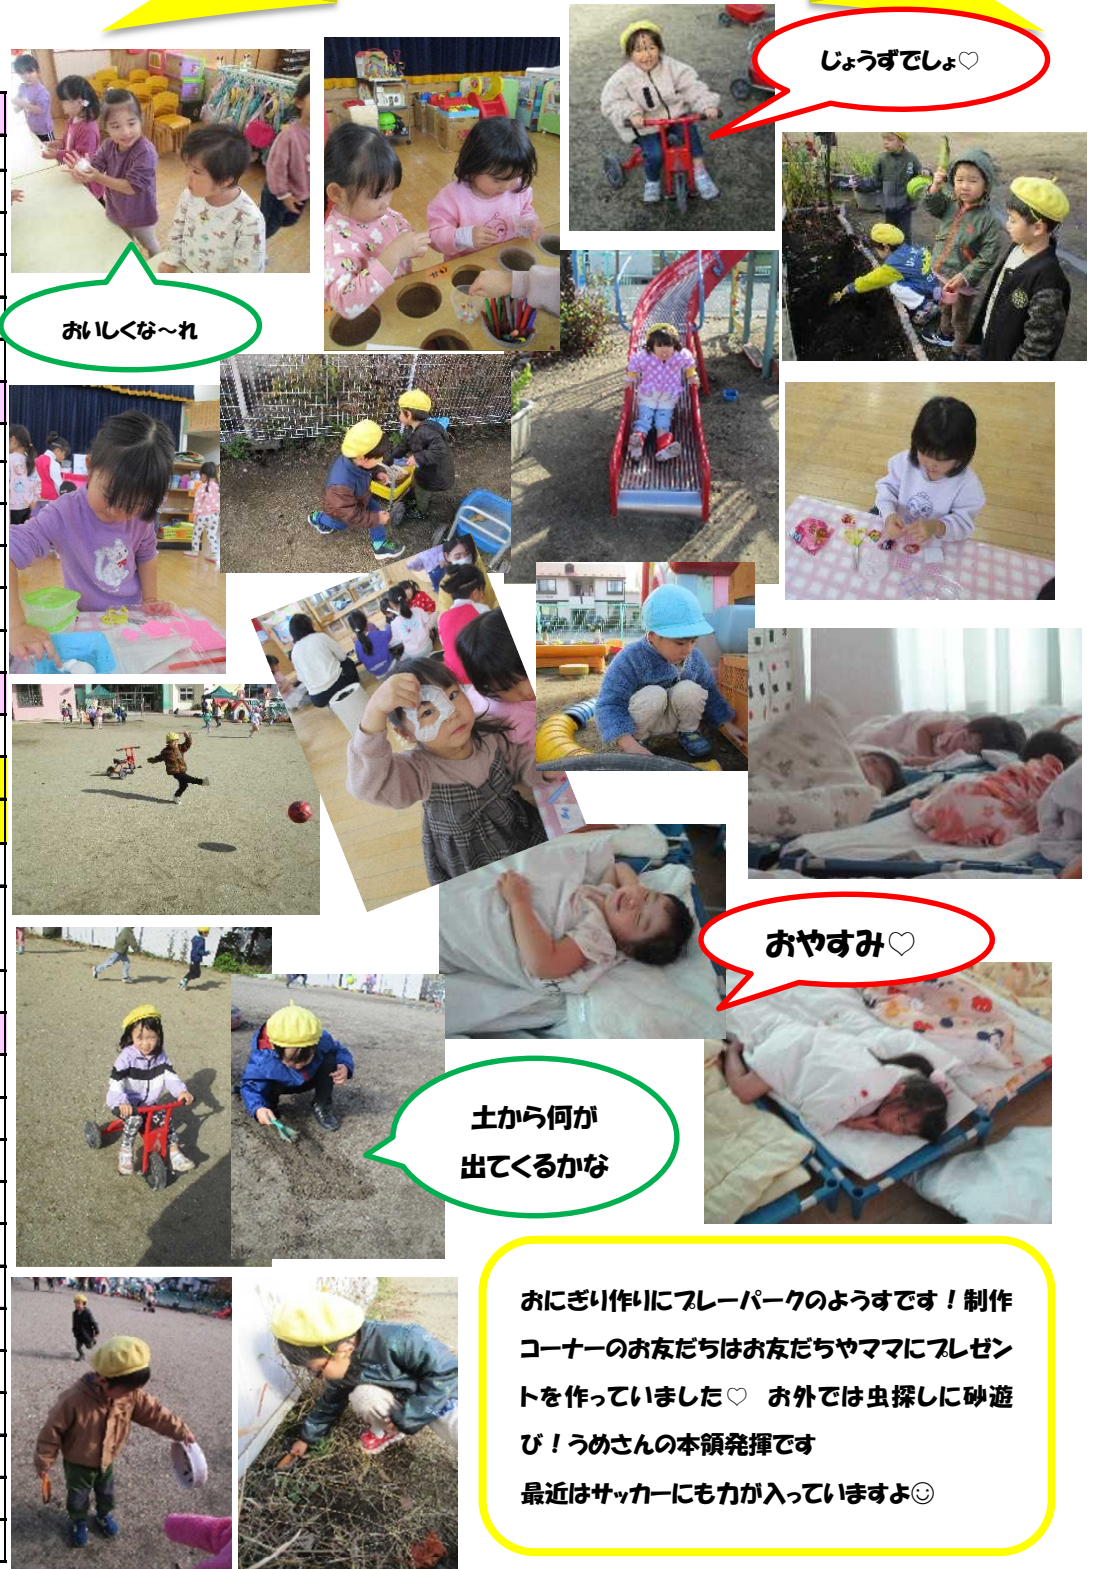 じょうずでしょ♡
おいしくな～れ
おやすみ♡
土から何が
出てくるかな
おにぎり作りにプレーパークのようすです！制作
コーナーのお友だちはお友だちやママにプレゼン
トを作っていました♡　お外では虫探しに砂遊
び！うめさんの本領発揮です
最近はサッカーにも力が入っていますよ☺